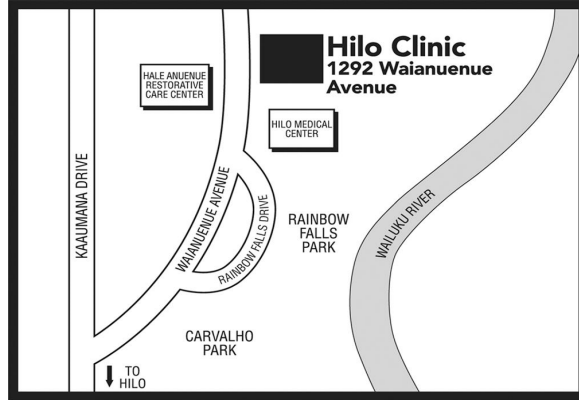 Hilo Clinic
1292 Waianuenue
Avenue
HALE ANUENUE
RESTORATIVE
CARE CENTER
HILO MEDICAL
CENTER
KAAUMANA DRIVE
WAIANUENUE AVENUE
RAINBOW FALLS DRIVE
RAINBOW
FALLS
PARK
WAILUKU RIVER
CARVALHO
PARK
TO
HILO